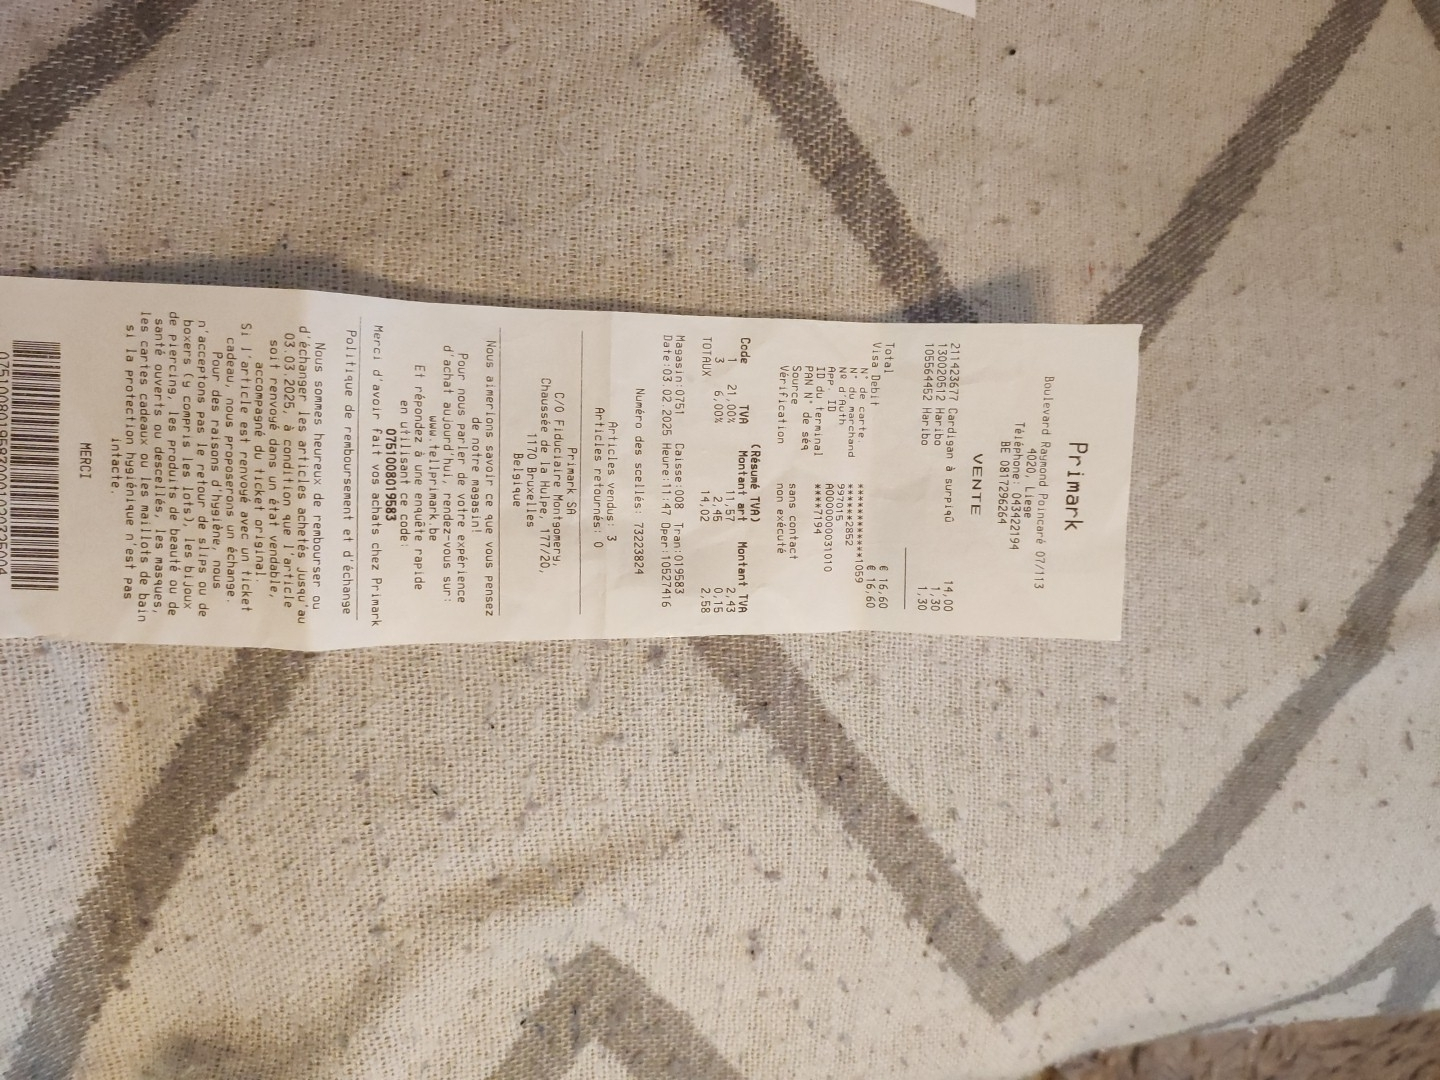 Primark
Boulevard Raymond Poincaré 07/113
4020, Liege
Téléphone: 043422194
BE 0817296264
VENTE
211423677 Cardigan à surpiqû 14,00
130020512 Haribo 1,30
105564452 Haribo 1,30
Total € 16,60
Visa Debit € 16,60
N° de carte. ************1059
N° du marchand ******2852
Nº d'Auth 997015
App. ID A0000000031010
ID du terminal ****7194
PAN N° de séq
Source sans contact
Vérification non exécuté
(Résumé TVA)
Code TVA Montant ant Montant TVA
1 21,00% 11,57 2,43
3 6,00% 2,45 0,15
TOTAUX 14,02 2,58
Magasin:0751 Caisse:008 Tran:019583
Date:03.02.2025 Heure:11:47 Oper:10527416
Numéro des scellés: 73223824
Articles vendus: 3
Articles retournés: 0
Primark SA
C/O Fiduciaire Montgomery,
Chaussée de la Hulpe, 177/20,
1170 Bruxelles
Belgique
Nous aimerions savoir ce que vous pensez
de notre magasin!
Pour nous parler de votre expérience
d'achat aujourd'hui, rendez-vous sur:
www.tellprimark.be
Et répondez à une enquête rapide
en utilisant ce code:
0751008019583
Merci d'avoir fait vos achats chez Primark
Politique de remboursement et d'échange
Nous sommes heureux de rembourser ou
d'échanger les articles achetés jusqu'au
03.03.2025, à condition que l'article
soit renvoyé dans un état vendable,
accompagné du ticket original.
Si l'article est renvoyé avec un ticket
cadeau, nous proposerons un échange.
Pour des raisons d'hygiène, nous
n'acceptons pas le retour de slips ou de
boxers (y compris les lots), les bijoux
de piercing, les produits de beauté ou de
santé ouverts ou descellés, les masques,
les cartes cadeaux ou les maillots de bain
si la protection hygiénique n'est pas
intacte.
MERCI